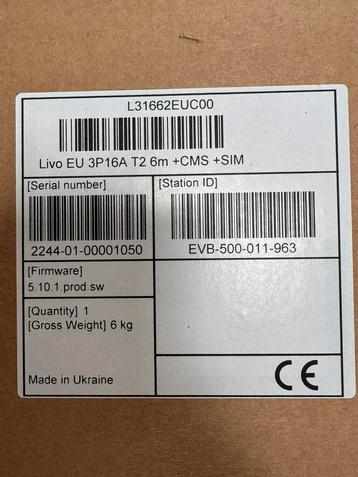 L31662EUC00
Livo EU 3P16A T2 6m +CMS +SIM
[Serial number]
2244-01-00001050
[Station ID]
EVB-500-011-963
[Firmware]
5.10.1.prod.sw
[Quantity] 1
[Gross Weight] 6 kg
Made in Ukraine
CE